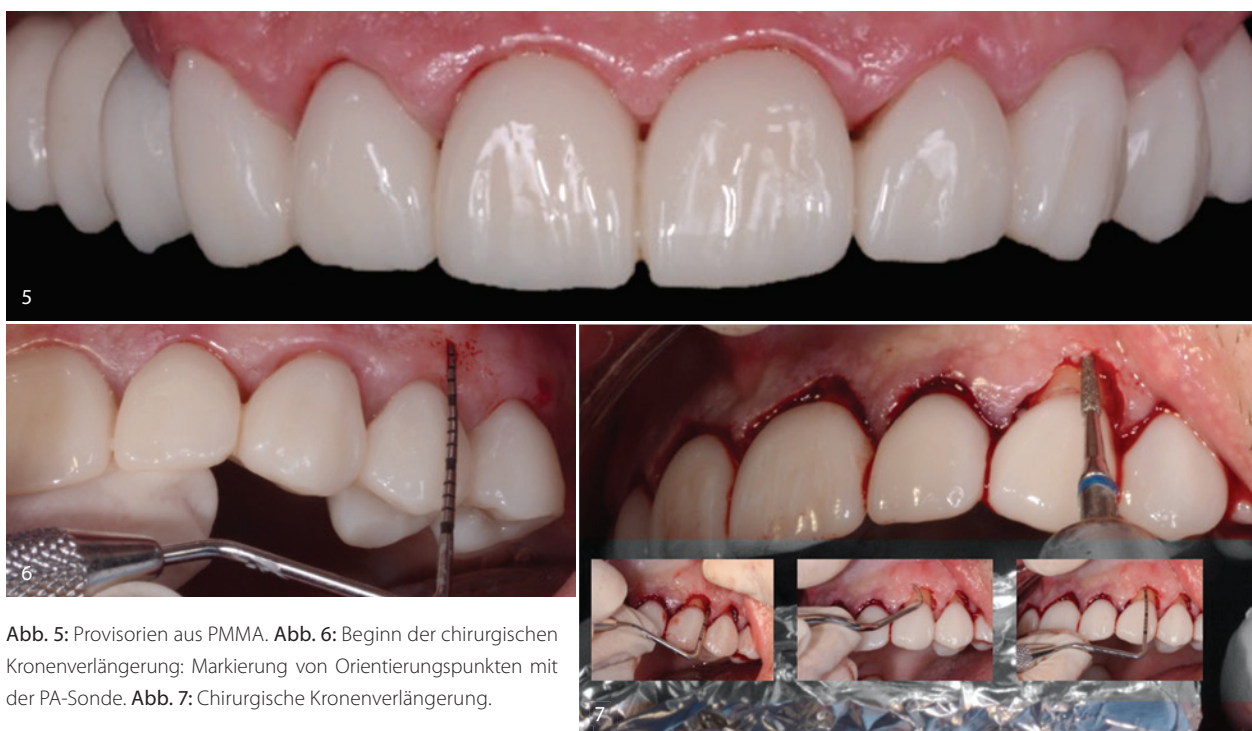 5
6
7
Abb. 5: Provisorien aus PMMA. Abb. 6: Beginn der chirurgischen
Kronenverlängerung: Markierung von Orientierungspunkten mit
der PA-Sonde. Abb. 7: Chirurgische Kronenverlängerung.